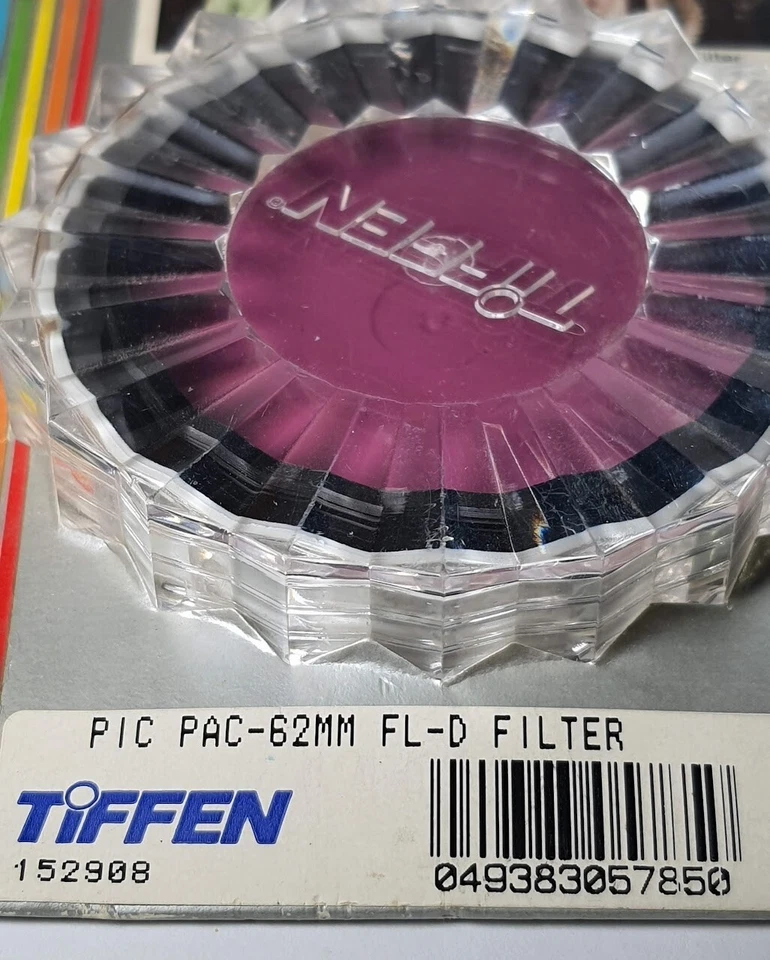 TIFFEN®
PIC PAC-62MM FL-D FILTER
TIFFEN
152908
049383057850